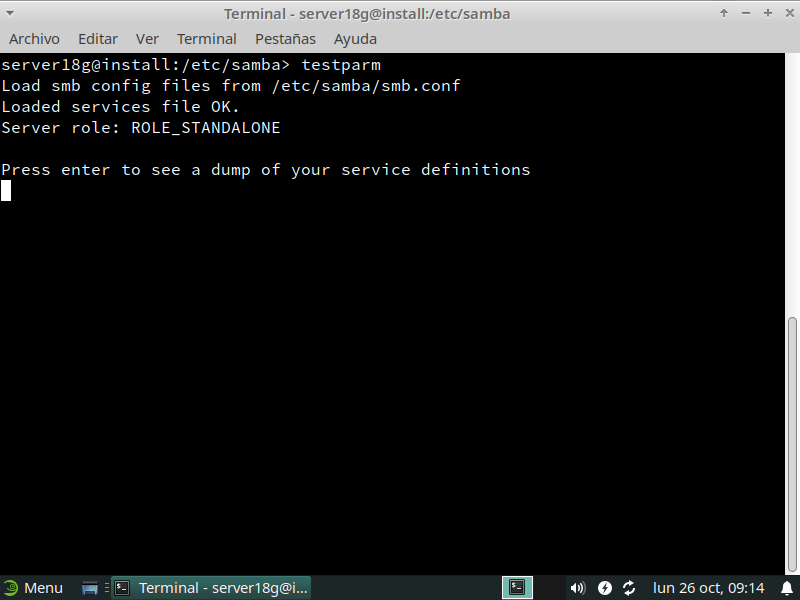 Terminal - server18g@install:/etc/samba
Archivo Editar Ver Terminal Pestañas Ayuda
server18g@install:/etc/samba> testparm
Load smb config files from /etc/samba/smb.conf
Loaded services file OK.
Server role: ROLE_STANDALONE
Press enter to see a dump of your service definitions
Menu Terminal - server18g@i... lun 26 oct, 09:14